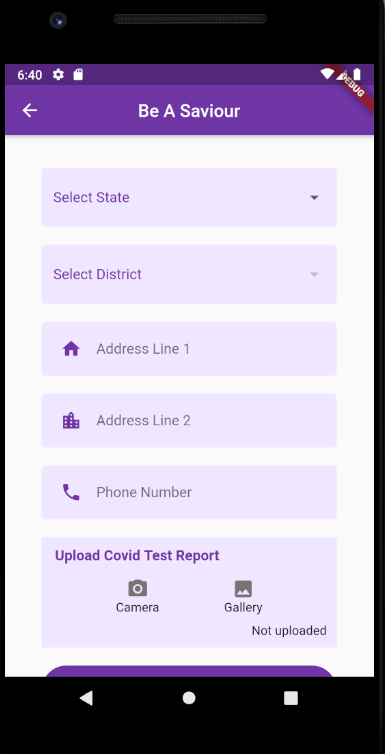 6:40
DEBUG
Be A Saviour
Select State
Select District
Address Line 1
Address Line 2
Phone Number
Upload Covid Test Report
Camera Gallery
Not uploaded